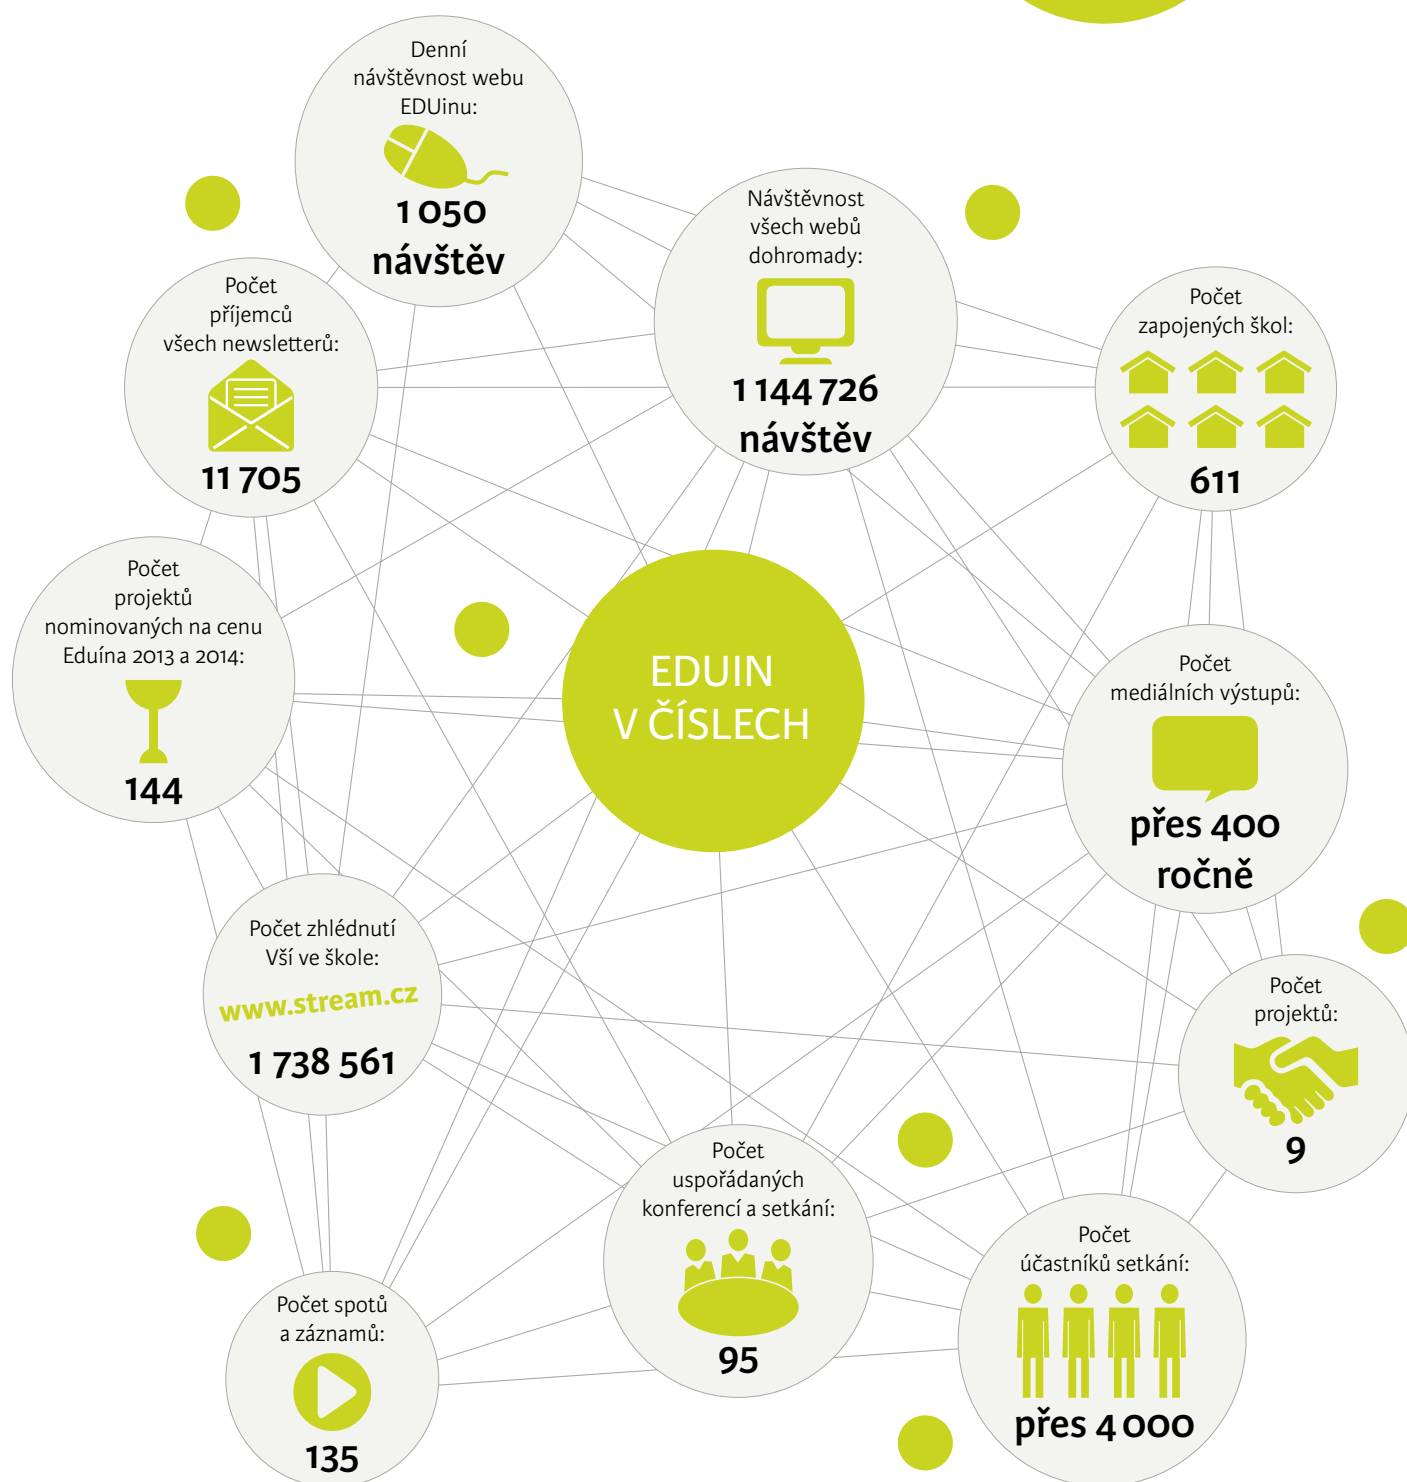 Denní
návštěvnost webu
EDUinu:
1 050
návštěv
Návštěvnost
všech webů
dohromady:
1 144 726
návštěv
Počet
příjemců
všech newsletterů:
11 705
Počet
zapojených škol:
611
Počet
projektů
nominovaných na cenu
Eduína 2013 a 2014:
144
EDUIN
V ČÍSLECH
Počet
mediálních výstupů:
přes 400
ročně
Počet zhlédnutí
Vší ve škole:
www.stream.cz
1 738 561
Počet
projektů:
9
Počet
uspořádaných
konferencí a setkání:
95
Počet
účastníků setkání:
přes 4 000
Počet spotů
a záznamů:
135